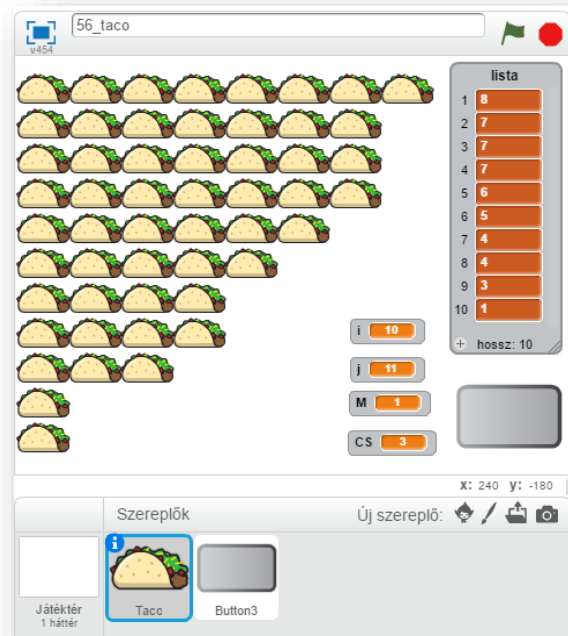 56_taco
v454
lista
1 8
2 7
3 7
4 7
5 6
6 5
7 4
8 4
9 3
10 1
+ hossz: 10
i 10
j 11
M 1
CS 3
x: 240 y: -180
Szereplők
Új szereplő:
Játéktér
1 háttér
i
Taco
Button3